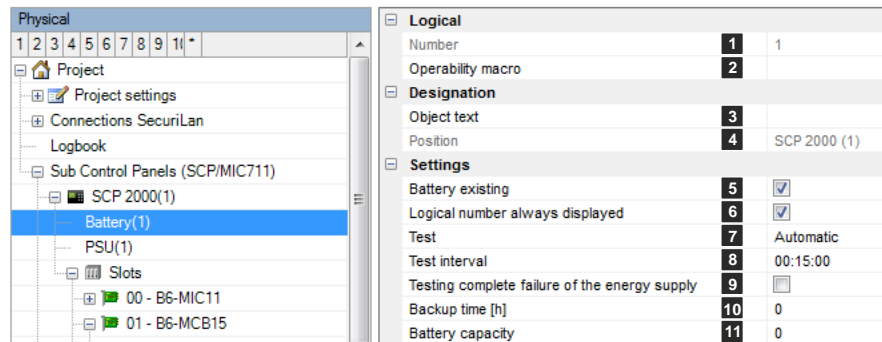 Physical
1 2 3 4 5 6 7 8 9 1( *
Project
Project settings
Connections SecuriLan
Logbook
Sub Control Panels (SCP/MIC711)
SCP 2000(1)
Battery(1)
PSU(1)
Slots
00 - B6-MIC11
01 - B6-MCB15
Logical
Number 1 1
Operability macro 2
Designation
Object text 3
Position 4 SCP 2000 (1)
Settings
Battery existing 5
Logical number always displayed 6
Test 7 Automatic
Test interval 8 00:15:00
Testing complete failure of the energy supply 9
Backup time [h] 10 0
Battery capacity 11 0